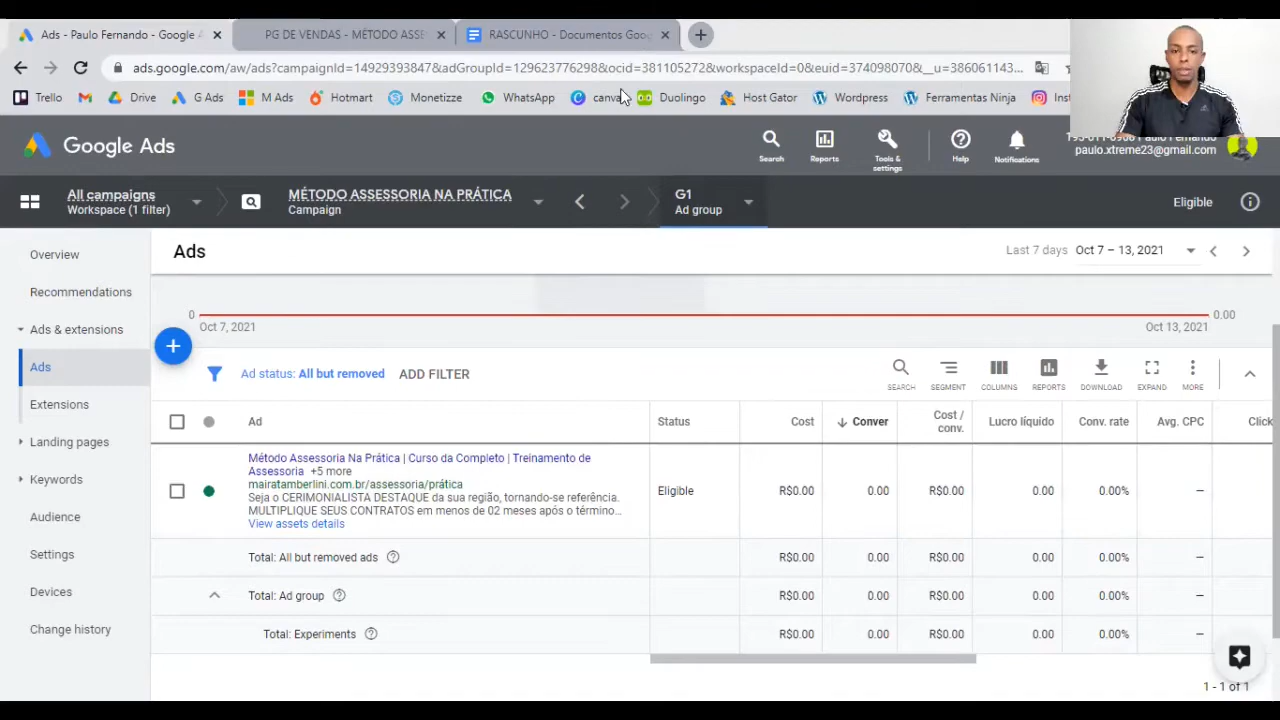 Ads - Paulo Fernando - Google A
PG DE VENDAS - MÉTODO ASSE
RASCUNHO - Documentos Goog
ads.google.com/aw/ads?campaignId=14929393847&adGroupId=129623776298&ocid=381105272&workspaceId=0&euid=374098070&__u=386061143...
Trello
Drive
G Ads
M Ads
Hotmart
Monetizze
WhatsApp
canva
Duolingo
Host Gator
Wordpress
Ferramentas Ninja
Google Ads
Search
Reports
Tools &
settings
Help
Notifications
Paulo Fernando
paulo.xtreme23@gmail.com
All campaigns
Workspace (1 filter)
MÉTODO ASSESSORIA NA PRÁTICA
Campaign
G1
Ad group
Eligible
Overview
Recommendations
Ads & extensions
Ads
Extensions
Landing pages
Keywords
Audience
Settings
Devices
Change history
Ads
Last 7 days Oct 7 – 13, 2021
0
0.00
Oct 7, 2021
Oct 13, 2021
Ad status: All but removed ADD FILTER
SEARCH
SEGMENT
COLUMNS
REPORTS
DOWNLOAD
EXPAND
MORE
Ad Status Cost Conver Cost / conv. Lucro líquido Conv. rate Avg. CPC Click
Método Assessoria Na Prática | Curso da Completo | Treinamento de
Assessoria +5 more
mairatamberlini.com.br/assessoria/prática
Seja o CERIMONIALISTA DESTAQUE da sua região, tornando-se referência.
MULTIPLIQUE SEUS CONTRATOS em menos de 02 meses após o término...
View assets details
Eligible R$0.00 0.00 R$0.00 0.00 0.00% –
Total: All but removed ads R$0.00 0.00 R$0.00 0.00 0.00% –
Total: Ad group R$0.00 0.00 R$0.00 0.00 0.00% –
Total: Experiments R$0.00 0.00 R$0.00 0.00 0.00% –
1 - 1 of 1